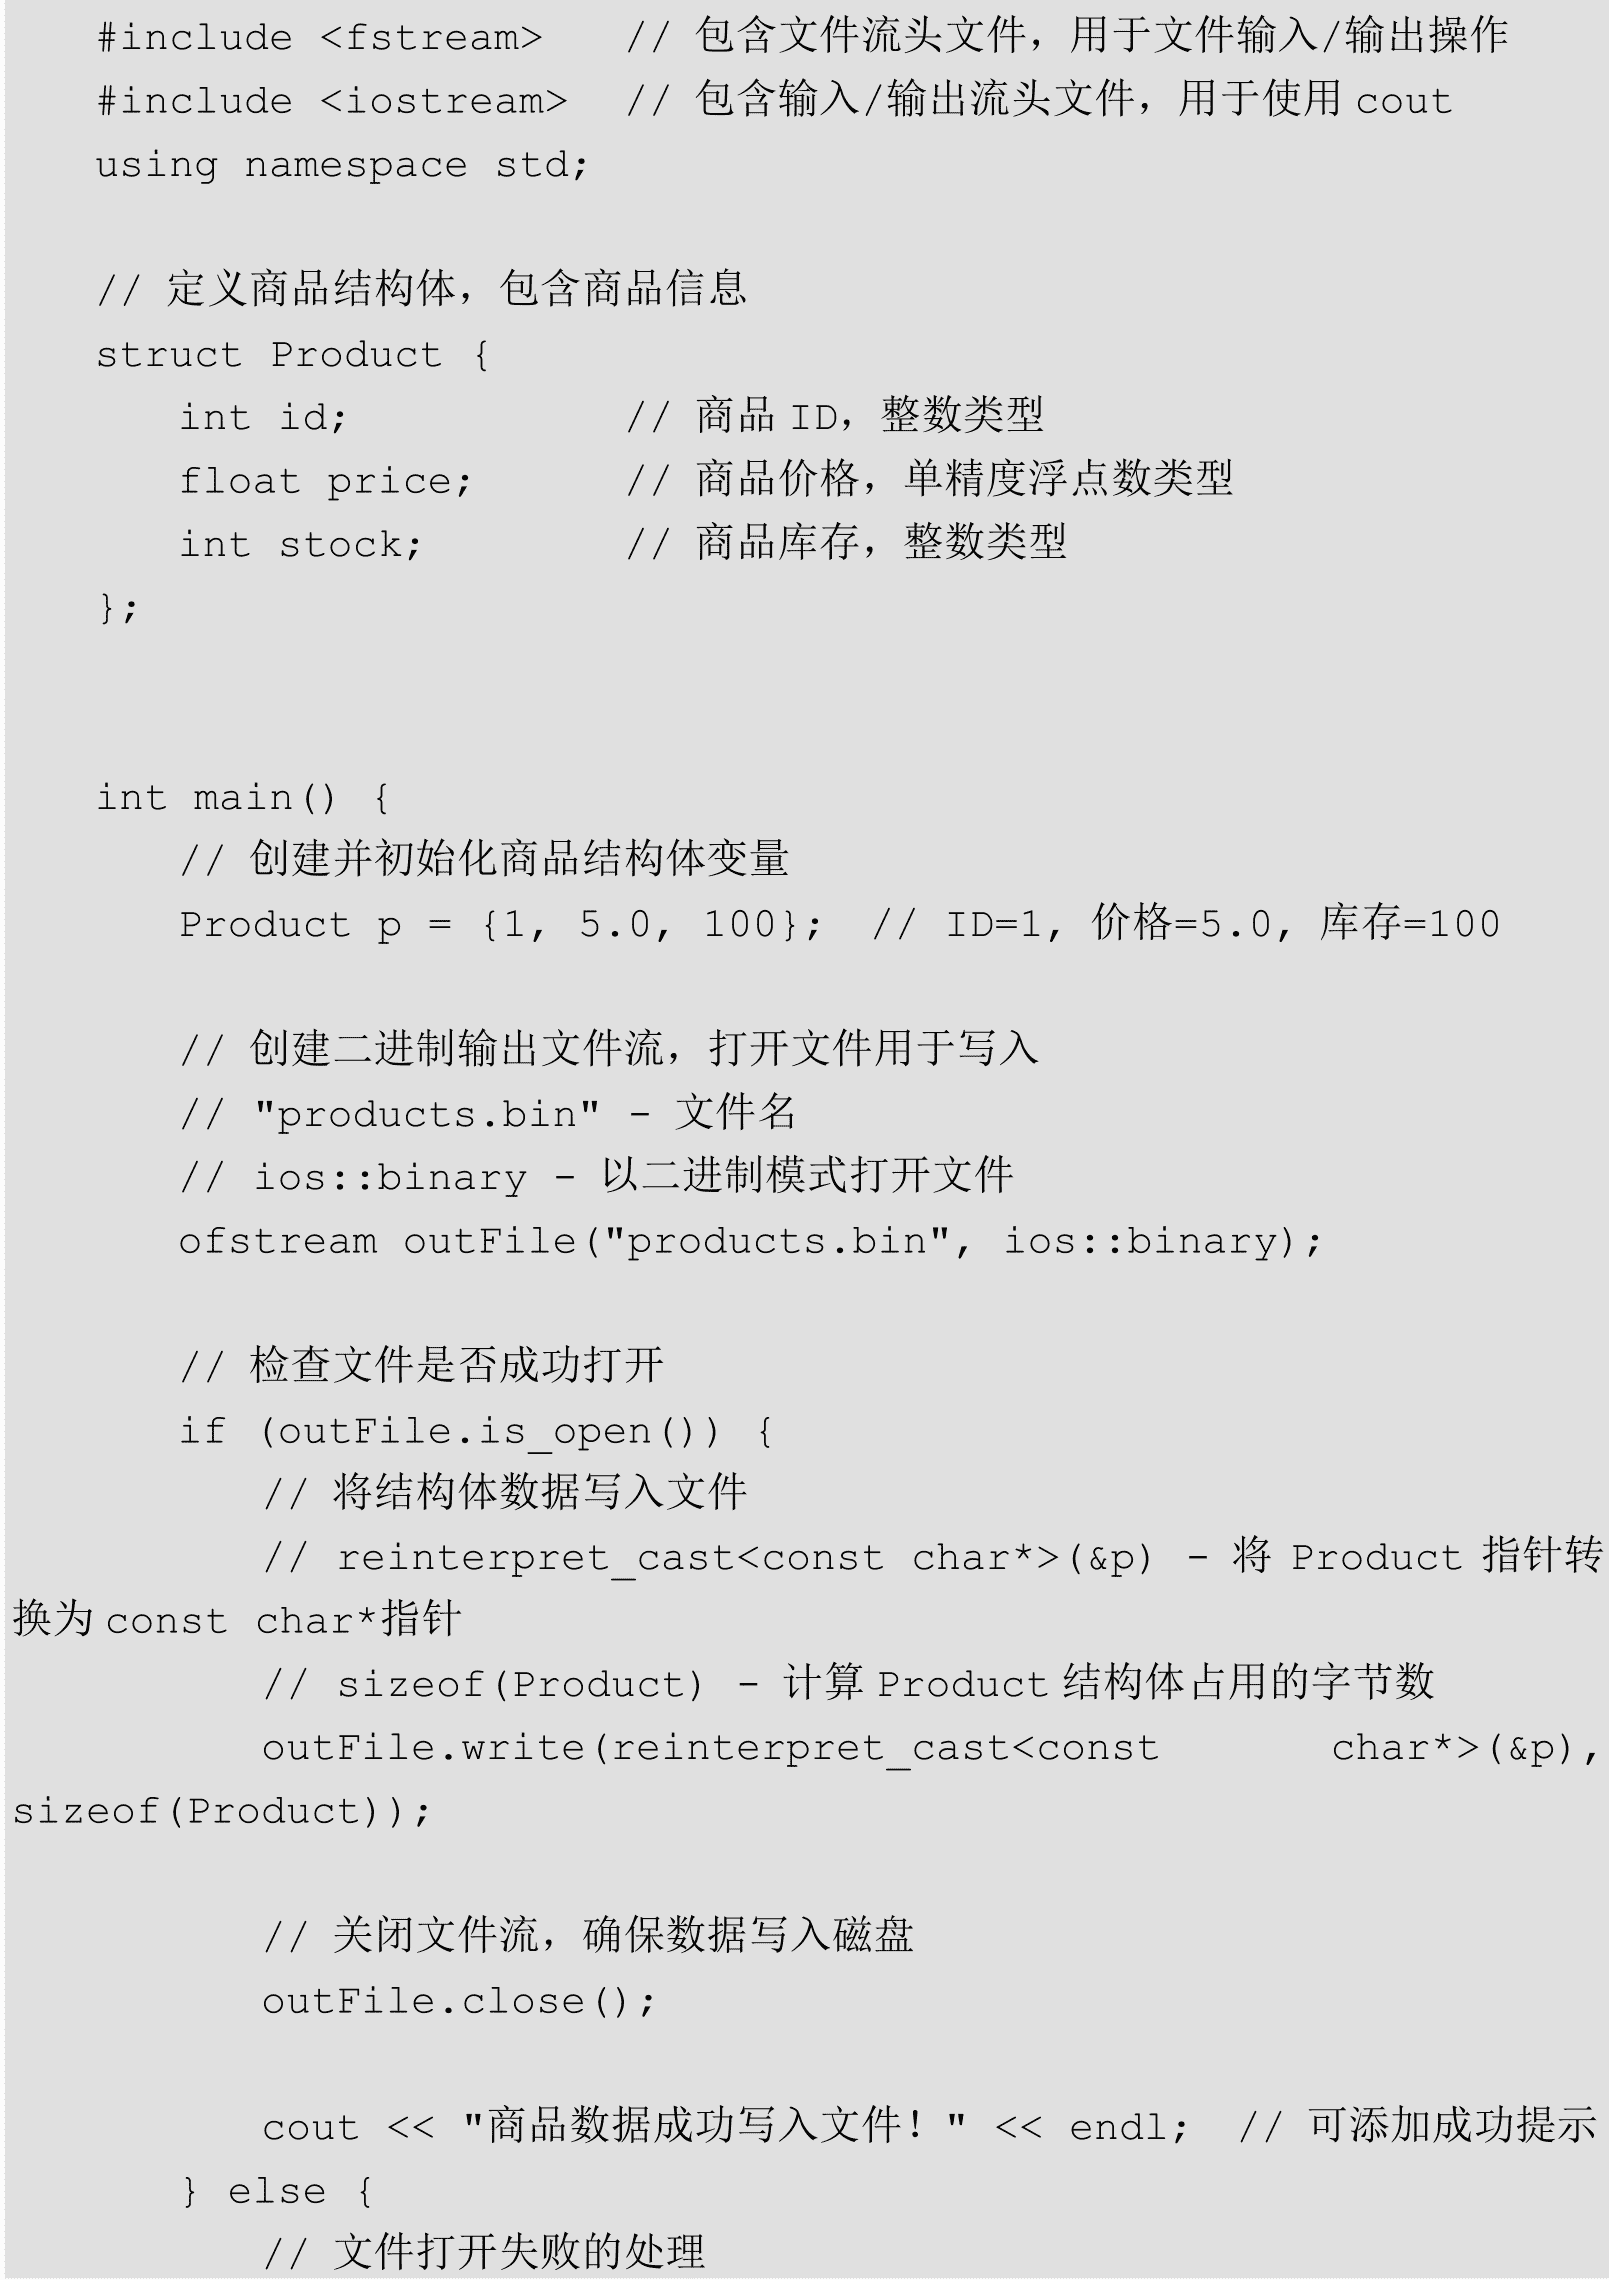 #include <fstream>   // 包含文件流头文件，用于文件输入/输出操作
#include <iostream>  // 包含输入/输出流头文件，用于使用 cout
using namespace std;
// 定义商品结构体，包含商品信息
struct Product {
int id;           // 商品 ID，整数类型
float price;      // 商品价格，单精度浮点数类型
int stock;        // 商品库存，整数类型
};
int main() {
// 创建并初始化商品结构体变量
Product p = {1, 5.0, 100};  // ID=1, 价格=5.0, 库存=100
// 创建二进制输出文件流，打开文件用于写入
// "products.bin" - 文件名
// ios::binary - 以二进制模式打开文件
ofstream outFile("products.bin", ios::binary);
// 检查文件是否成功打开
if (outFile.is_open()) {
// 将结构体数据写入文件
// reinterpret_cast<const char*>(&p) - 将 Product 指针转
换为 const char*指针
// sizeof(Product) - 计算 Product 结构体占用的字节数
outFile.write(reinterpret_cast<const char*>(&p),
sizeof(Product));
// 关闭文件流，确保数据写入磁盘
outFile.close();
cout << "商品数据成功写入文件！" << endl;  // 可添加成功提示
} else {
// 文件打开失败的处理